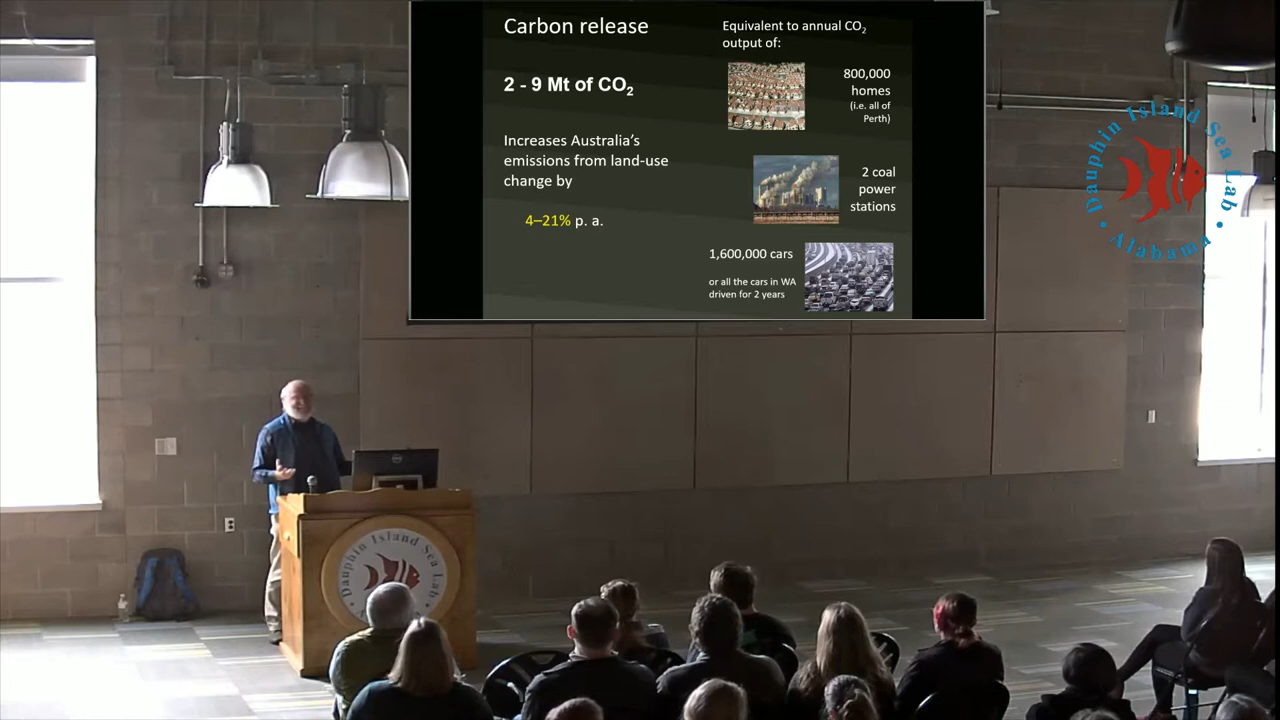 Carbon release
2 - 9 Mt of CO₂
Increases Australia's
emissions from land-use
change by
4–21% p. a.
Equivalent to annual CO₂
output of:
800,000
homes
(i.e. all of
Perth)
2 coal
power
stations
1,600,000 cars
or all the cars in WA
driven for 2 years
Dauphin Island Sea Lab
Alabama
Dauphin Island Sea Lab